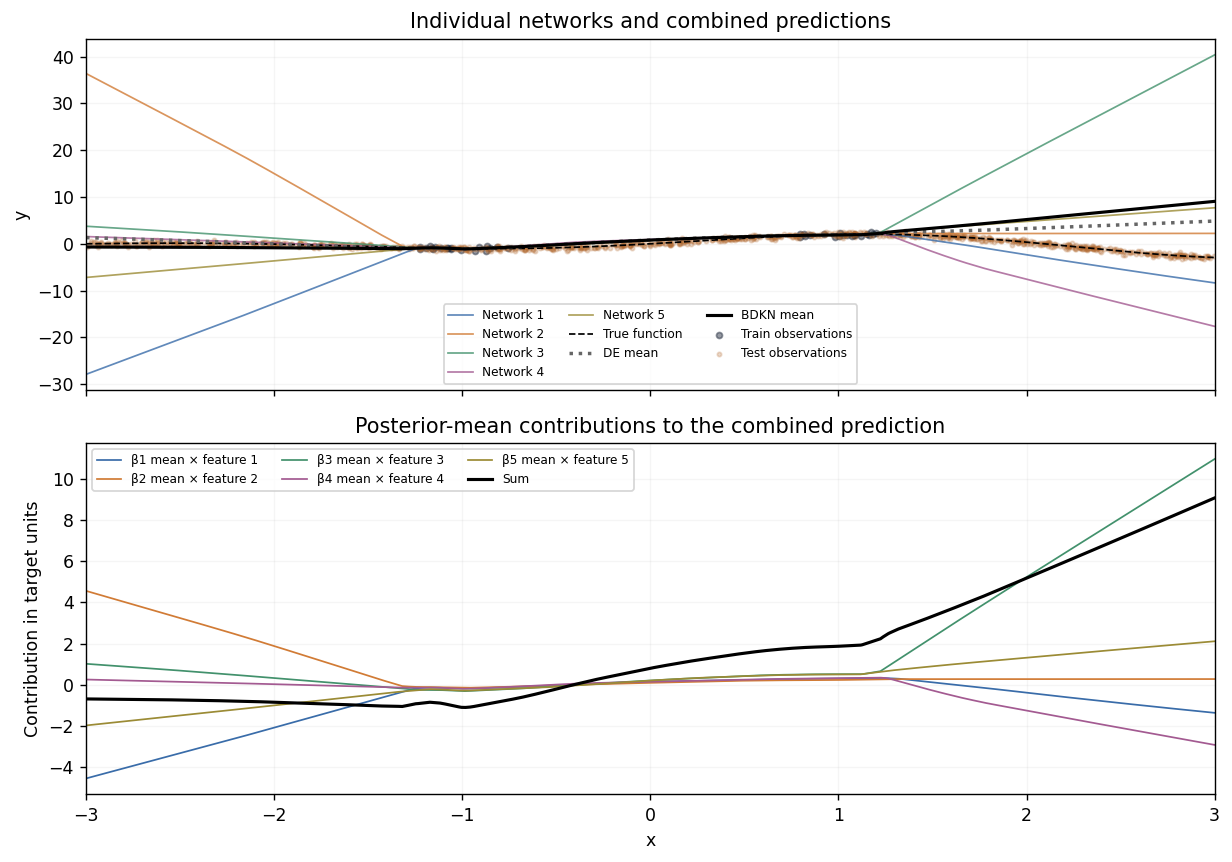 Individual networks and combined predictions
40
30
20
10
0
−10
−20
−30
y
Network 1
Network 2
Network 3
Network 4
Network 5
True function
DE mean
BDKN mean
Train observations
Test observations
Posterior-mean contributions to the combined prediction
β1 mean × feature 1
β2 mean × feature 2
β3 mean × feature 3
β4 mean × feature 4
β5 mean × feature 5
Sum
10
8
6
4
2
0
−2
−4
Contribution in target units
−3
−2
−1
0
1
2
3
x